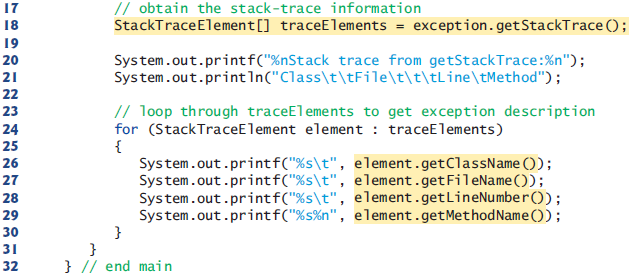 17 // obtain the stack-trace information
18 StackTraceElement[] traceElements = exception.getStackTrace();
19
20 System.out.printf("%nStack trace from getStackTrace:%n");
21 System.out.println("Class\t\tFile\t\t\tLine\tMethod");
22
23 // loop through traceElements to get exception description
24 for (StackTraceElement element : traceElements)
25 {
26 System.out.printf("%s\t", element.getClassName());
27 System.out.printf("%s\t", element.getFileName());
28 System.out.printf("%s\t", element.getLineNumber());
29 System.out.printf("%s%n", element.getMethodName());
30 }
31 }
32 } // end main